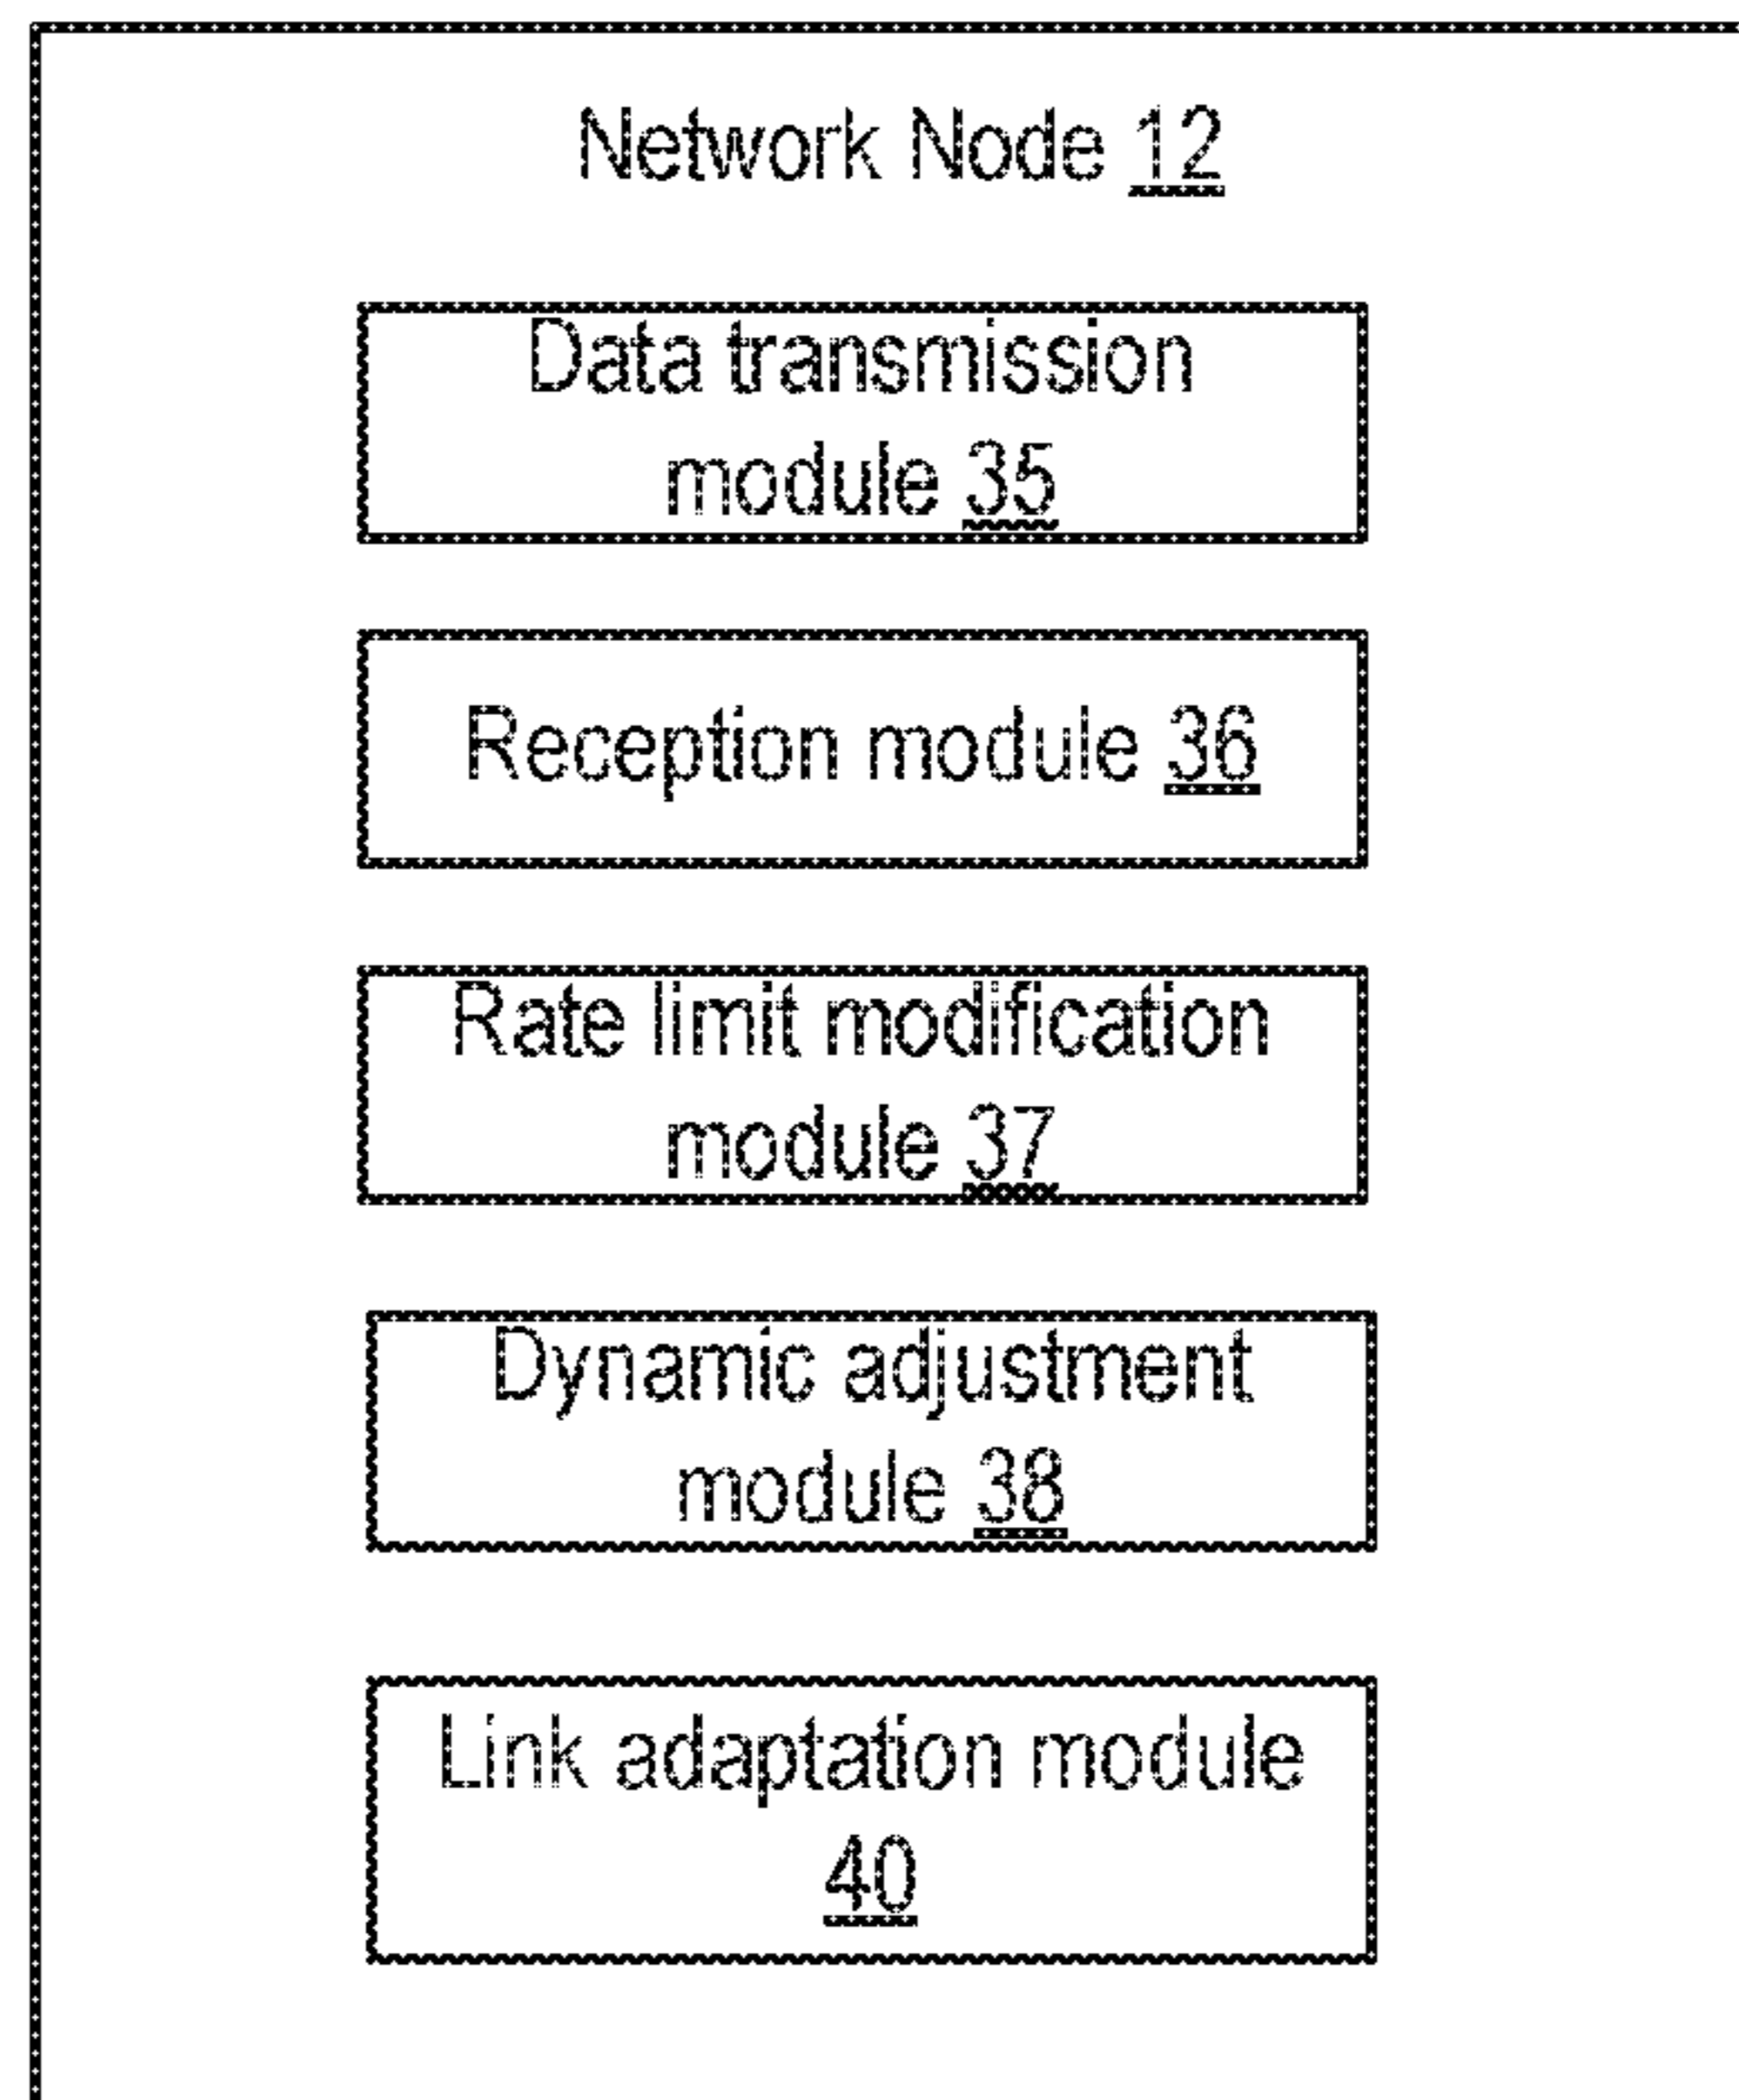 Network Node 12
Data transmission
module 35
Reception module 36
Rate limit modification
module 37
Dynamic adjustment
module 38
Link adaptation module
40